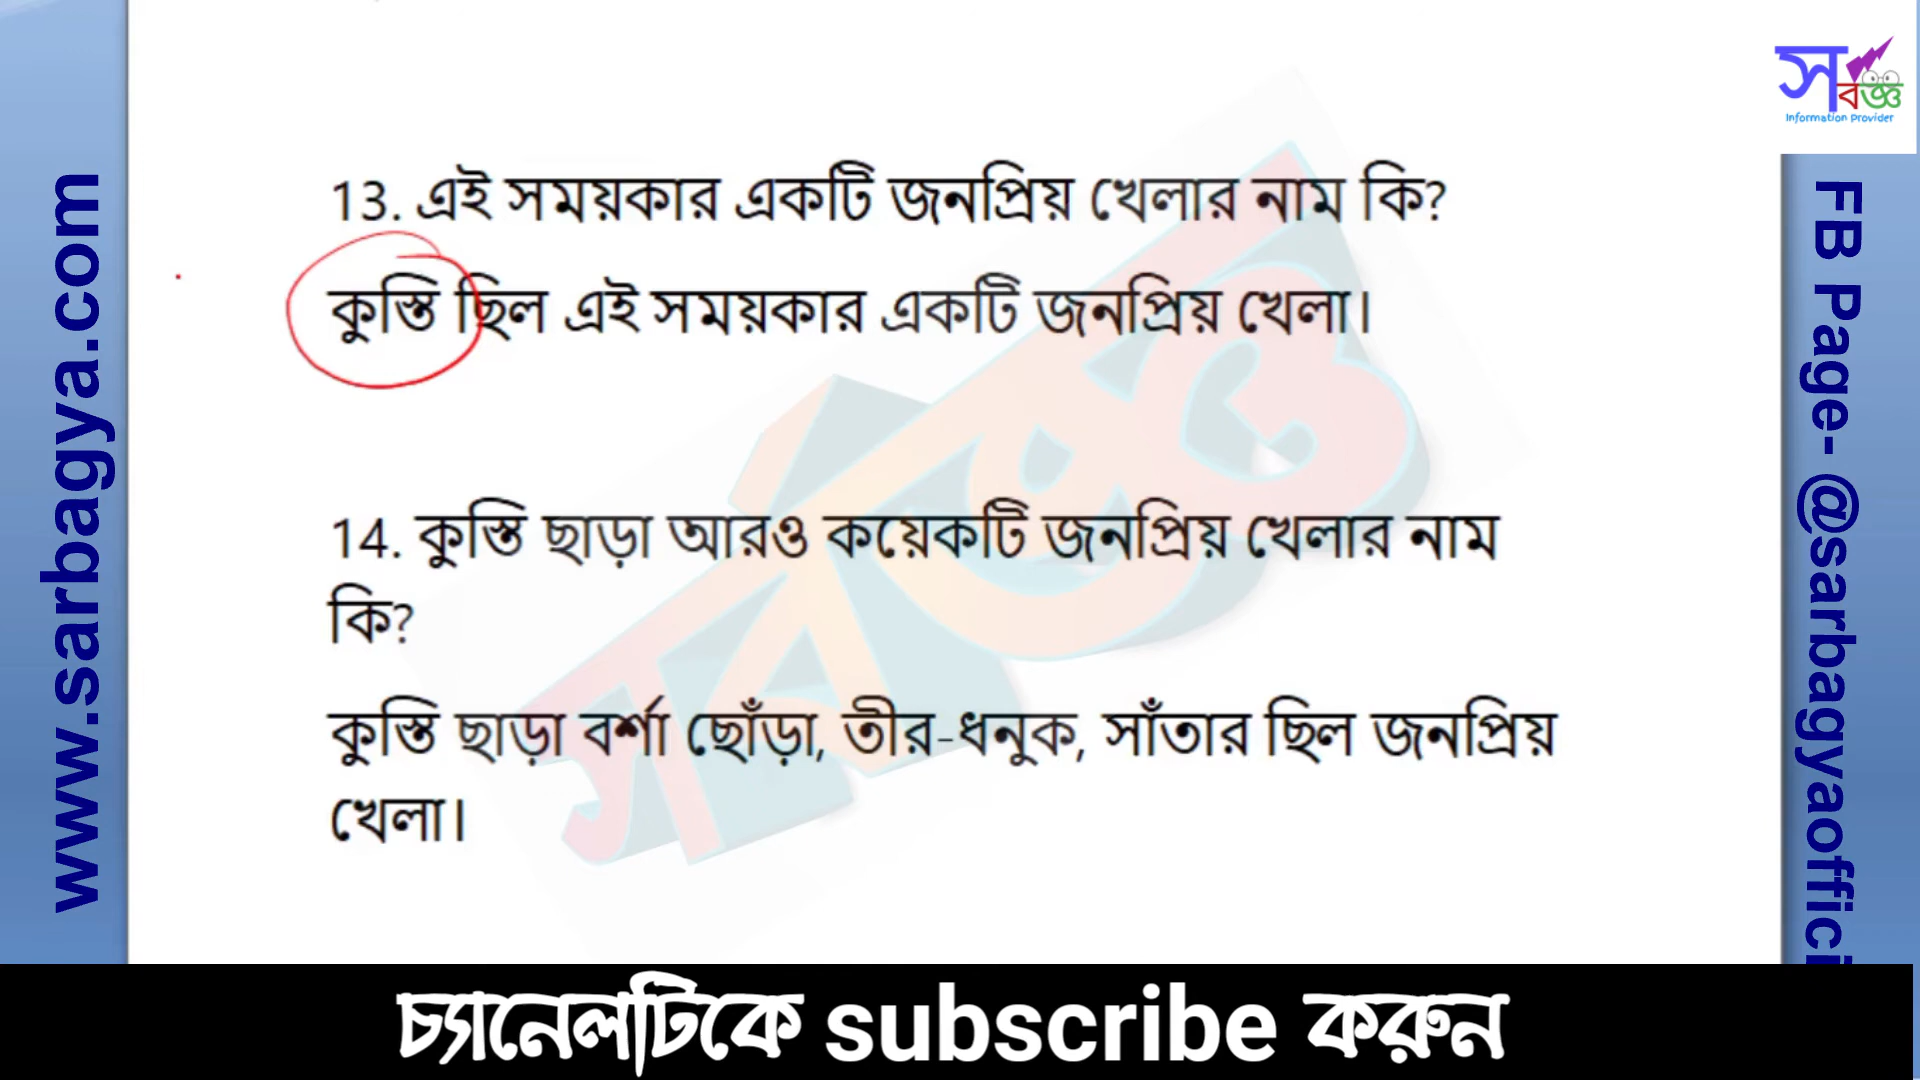 www.sarbagya.com
সবজ্ঞ
Information Provider
13. এই সময়কার একটি জনপ্রিয় খেলার নাম কি?
কুস্তি ছিল এই সময়কার একটি জনপ্রিয় খেলা।
14. কুস্তি ছাড়া আরও কয়েকটি জনপ্রিয় খেলার নাম
কি?
কুস্তি ছাড়া বর্শা ছোঁড়া, তীর-ধনুক, সাঁতার ছিল জনপ্রিয়
খেলা।
FB Page- @sarbagyaoffici
চ্যানেলটিকে subscribe করুন